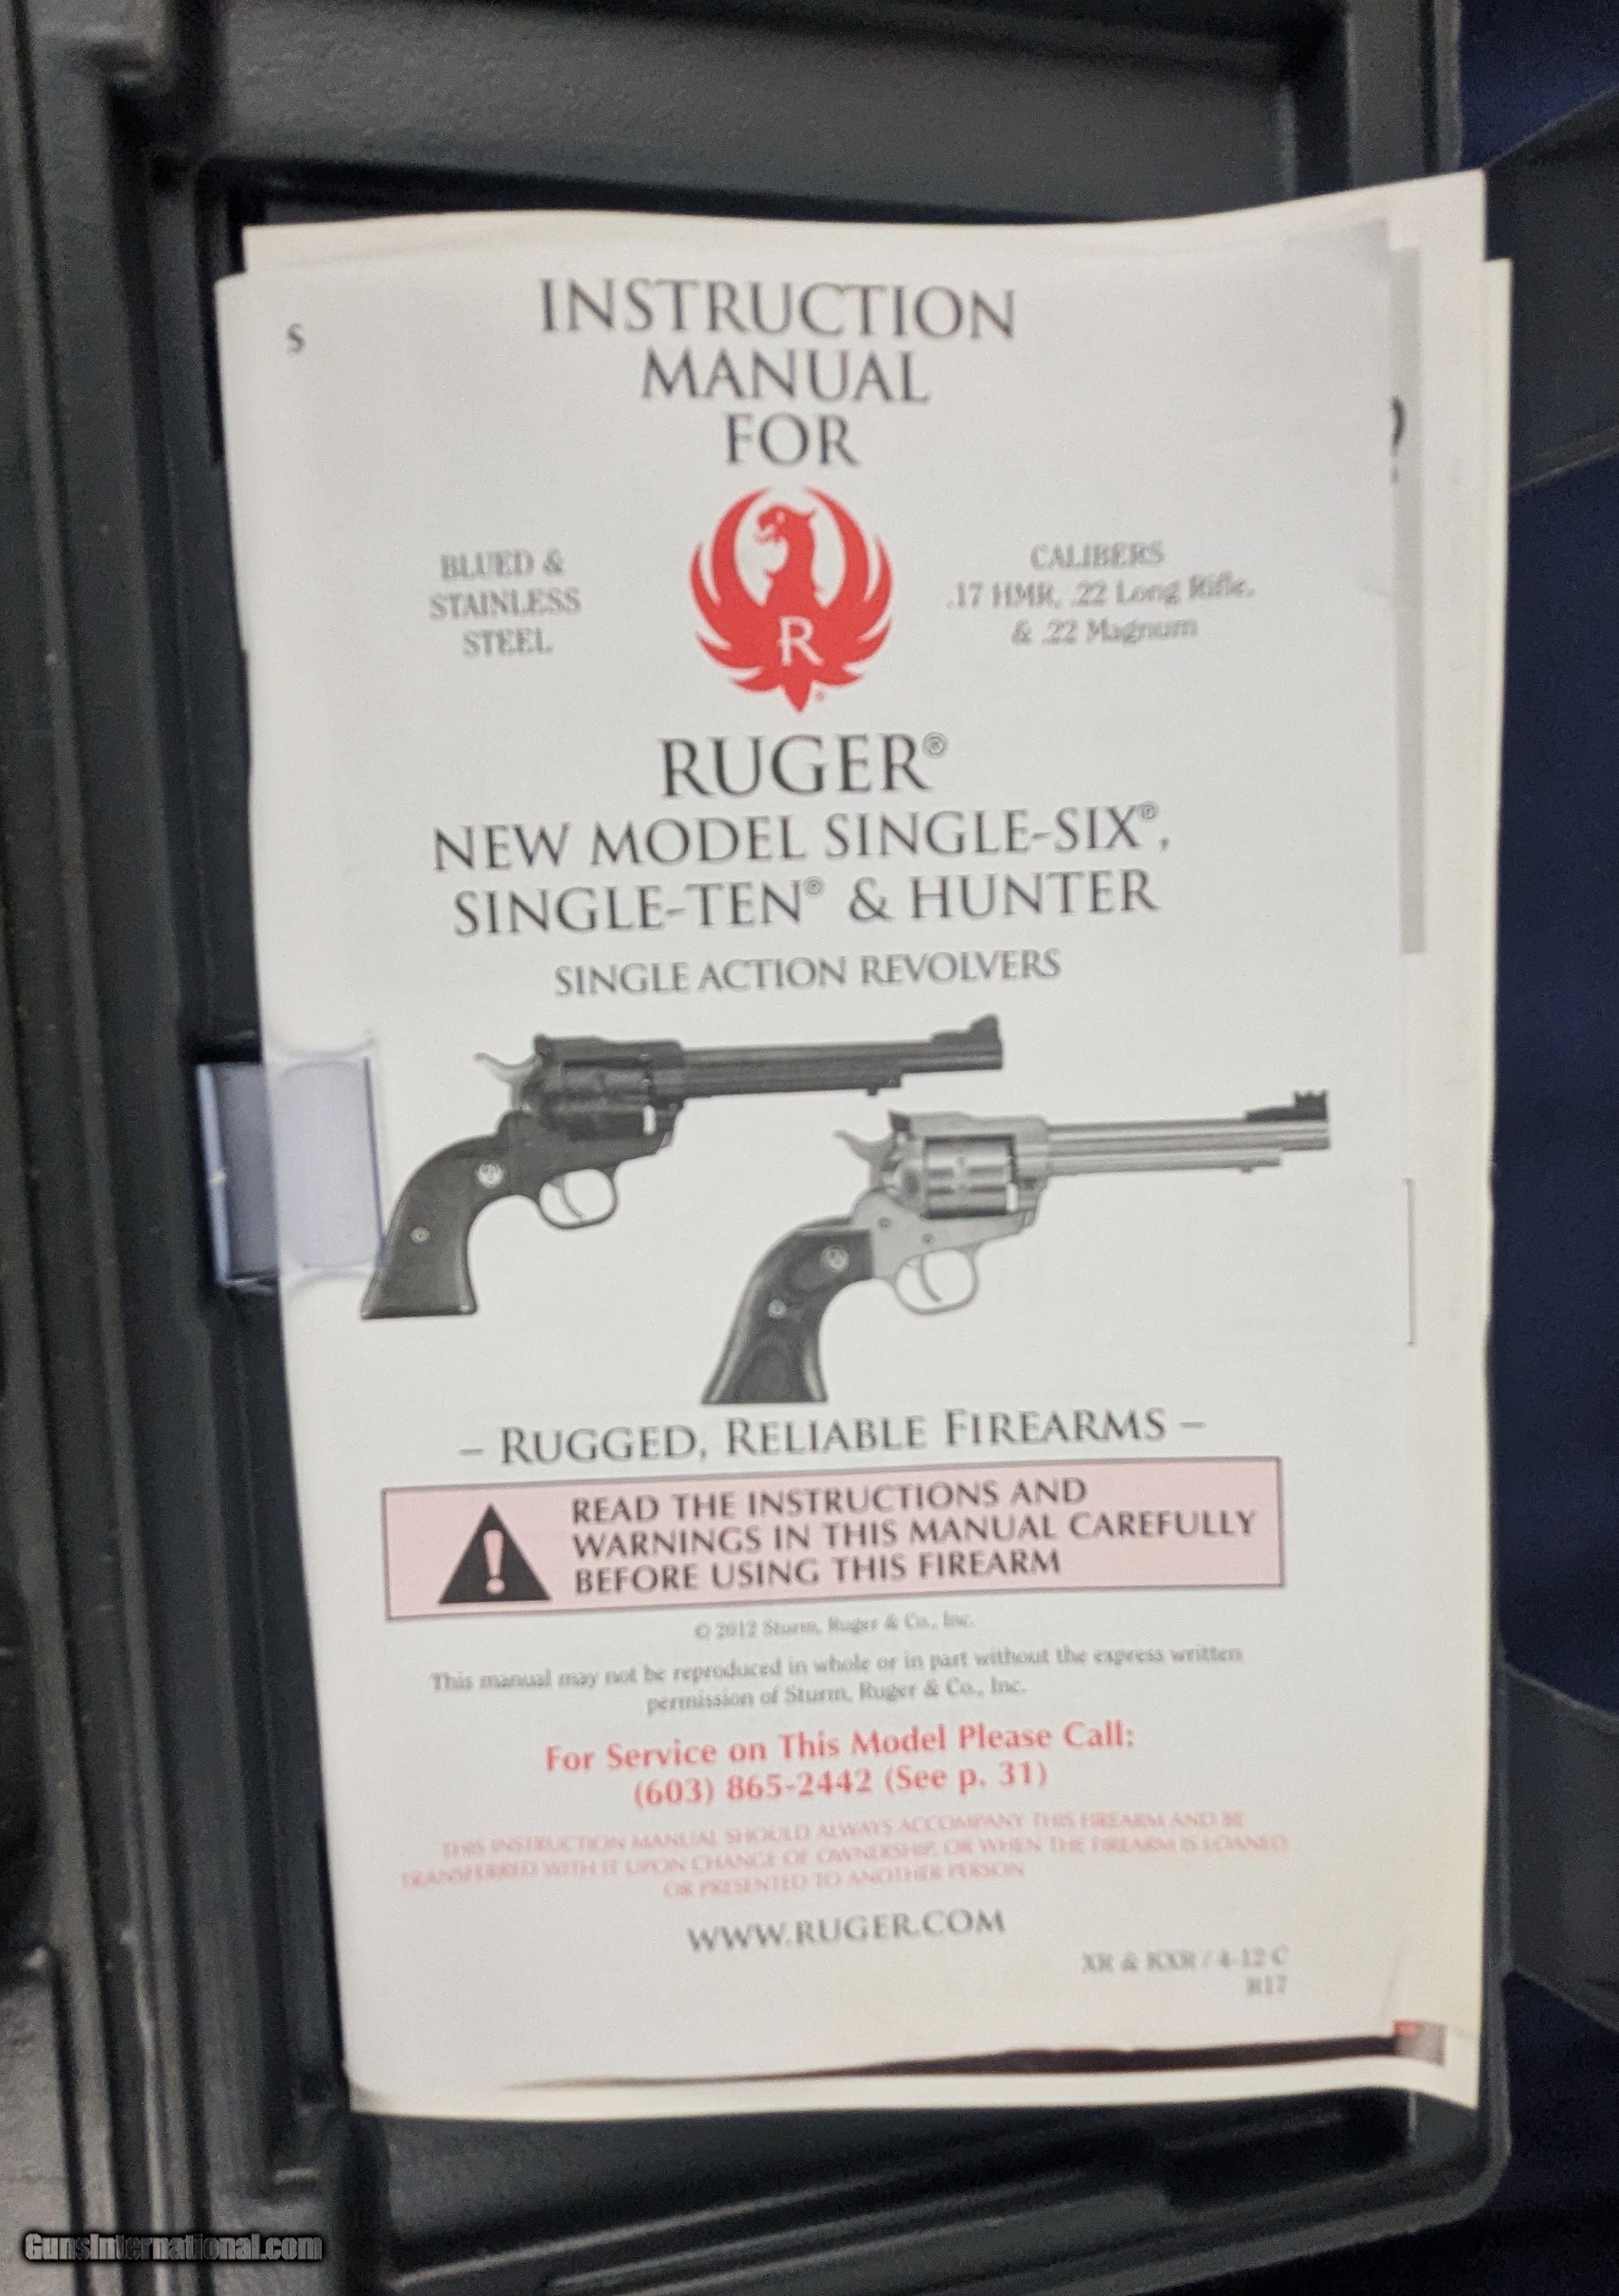 S
INSTRUCTION
MANUAL
FOR
BLUED &
STAINLESS
STEEL
R
CALIBERS
.17 HMR, .22 Long Rifle,
& .22 Magnum
RUGER®
NEW MODEL SINGLE-SIX®,
SINGLE-TEN® & HUNTER
SINGLE ACTION REVOLVERS
– RUGGED, RELIABLE FIREARMS –
READ THE INSTRUCTIONS AND
WARNINGS IN THIS MANUAL CAREFULLY
BEFORE USING THIS FIREARM
© 2012 Sturm, Ruger & Co., Inc.
This manual may not be reproduced in whole or in part without the express written
permission of Sturm, Ruger & Co., Inc.
For Service on This Model Please Call:
(603) 865-2442 (See p. 31)
THIS INSTRUCTION MANUAL SHOULD ALWAYS ACCOMPANY THIS FIREARM AND BE
TRANSFERRED WITH IT UPON CHANGE OF OWNERSHIP, OR WHEN THE FIREARM IS LOANED
OR PRESENTED TO ANOTHER PERSON
WWW.RUGER.COM
XR & KXR / 4-12 C
R17
GunsInternational.com